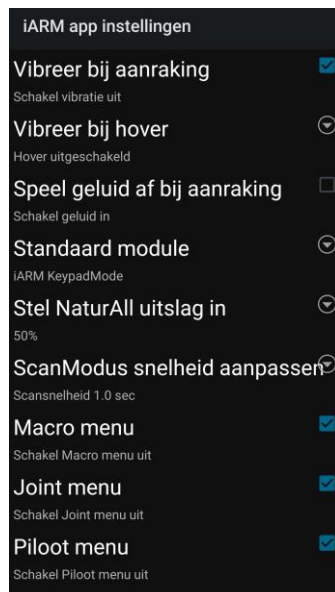 iARM app instellingen
Vibreer bij aanraking
Schakel vibratie uit
Vibreer bij hover
Hover uitgeschakeld
Speel geluid af bij aanraking
Schakel geluid in
Standaard module
iARM KeypadMode
Stel NaturAll uitslag in
50%
ScanModus snelheid aanpassen
Scansnelheid 1.0 sec
Macro menu
Schakel Macro menu uit
Joint menu
Schakel Joint menu uit
Piloot menu
Schakel Piloot menu uit